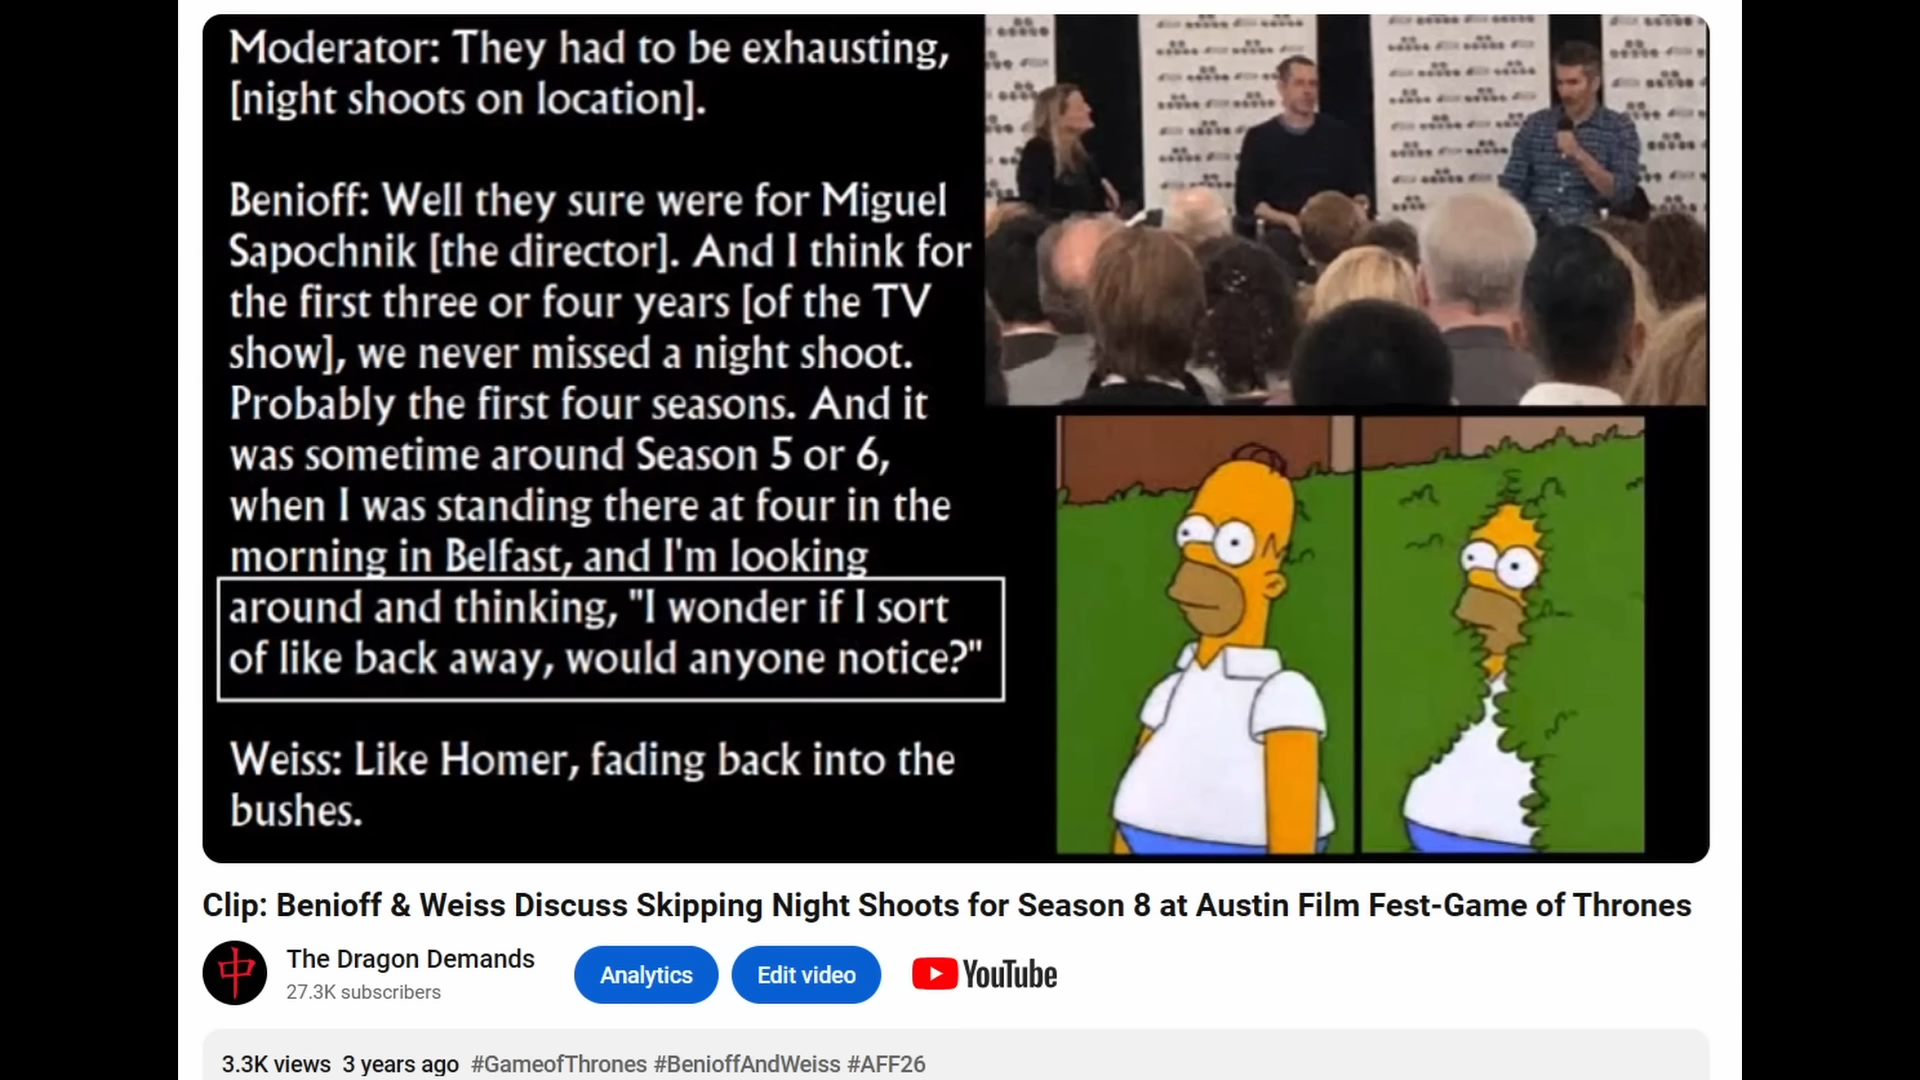 Moderator: They had to be exhausting,
[night shoots on location].
Benioff: Well they sure were for Miguel
Sapochnik [the director]. And I think for
the first three or four years [of the TV
show], we never missed a night shoot.
Probably the first four seasons. And it
was sometime around Season 5 or 6,
when I was standing there at four in the
morning in Belfast, and I'm looking
around and thinking, "I wonder if I sort
of like back away, would anyone notice?"
Weiss: Like Homer, fading back into the
bushes.
Clip: Benioff & Weiss Discuss Skipping Night Shoots for Season 8 at Austin Film Fest-Game of Thrones
中
The Dragon Demands
27.3K subscribers
Analytics
Edit video
YouTube
3.3K views 3 years ago #GameofThrones #BenioffAndWeiss #AFF26